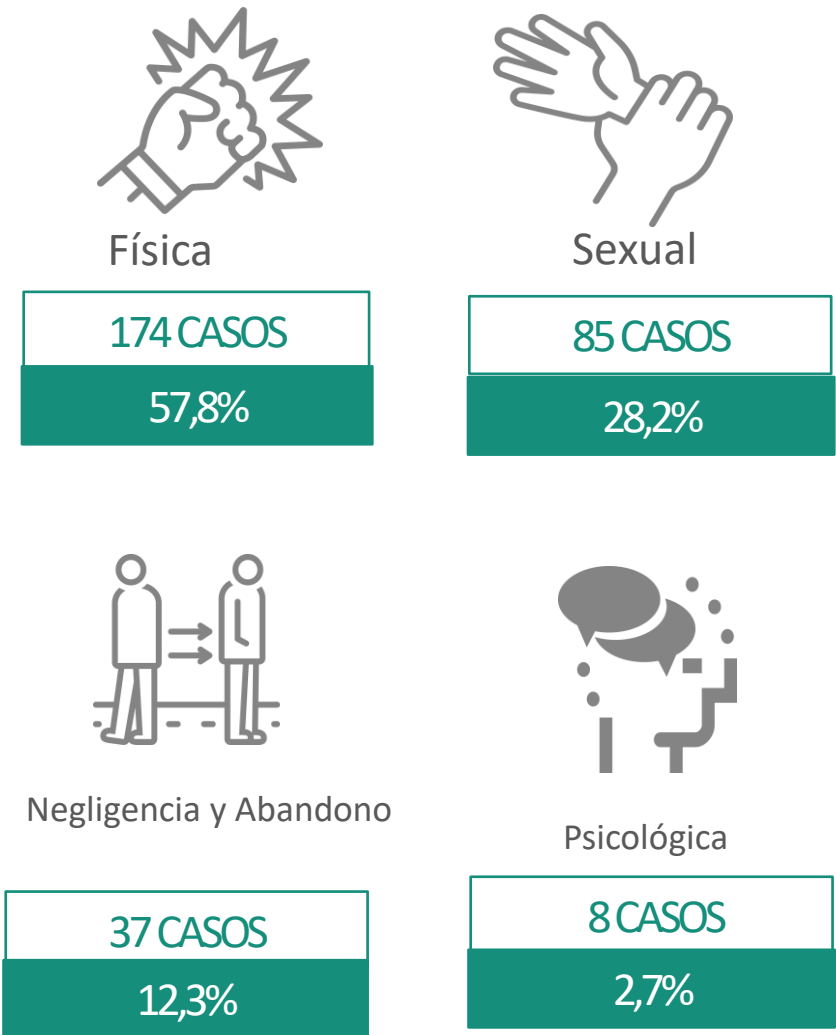 Física
174 CASOS
57,8%
Sexual
85 CASOS
28,2%
Negligencia y Abandono
37 CASOS
12,3%
Psicológica
8 CASOS
2,7%